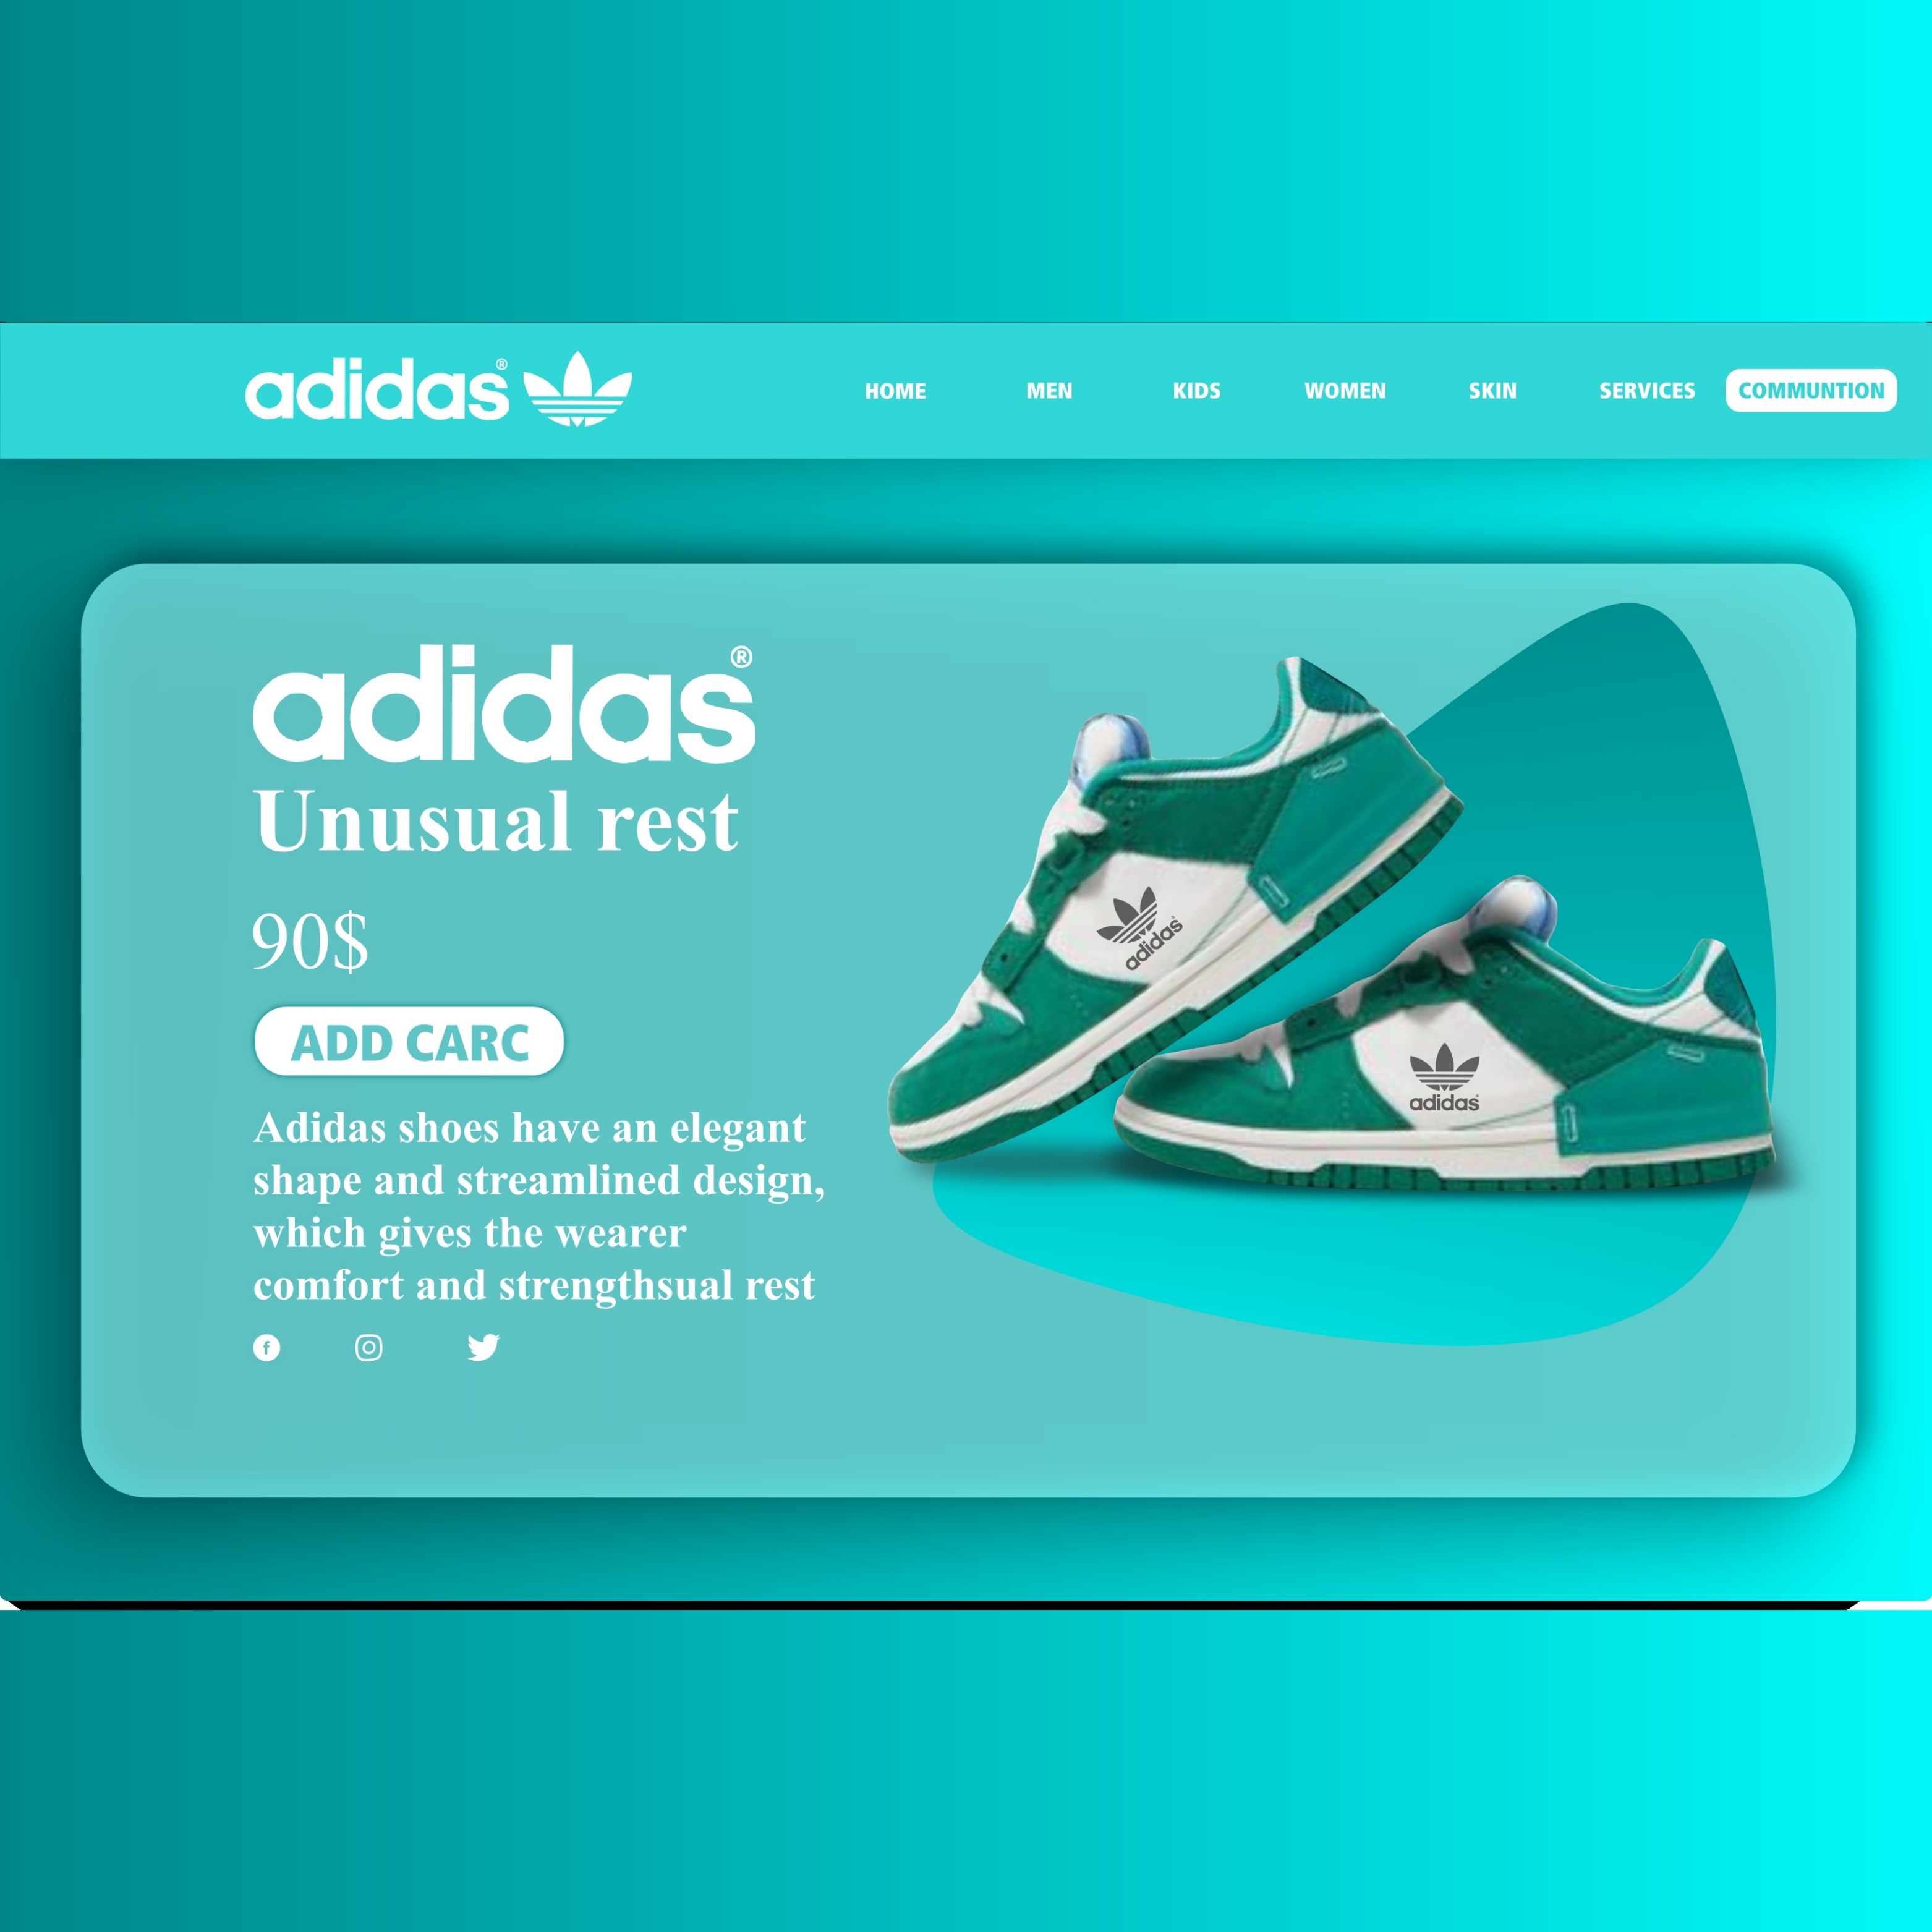 adidas®
HOME MEN KIDS WOMEN SKIN SERVICES COMMUNTION
adidas®
Unusual rest
90$
ADD CARC
Adidas shoes have an elegant
shape and streamlined design,
which gives the wearer
comfort and strengthsual rest
adidas
adidas